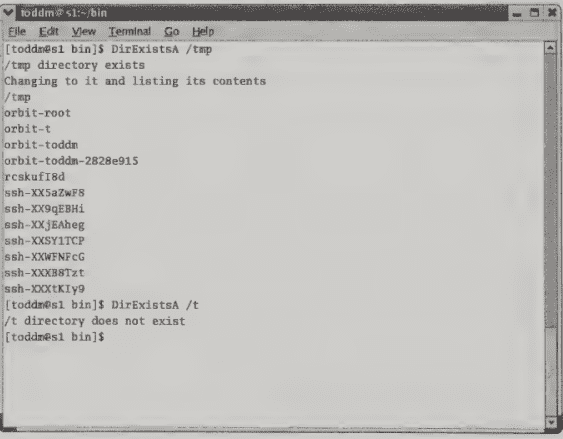 toddm@s1:~/bin
File Edit View Terminal Go Help
[toddm@s1 bin]$ DirExistsA /tmp
/tmp directory exists
Changing to it and listing its contents
/tmp
orbit-root
orbit-t
orbit-toddm
orbit-toddm-2828e915
rcskufI8d
ssh-XX5aZwF8
ssh-XX9qEBHi
ssh-XXjEAheg
ssh-XXSY1TCP
ssh-XXWFNFcG
ssh-XXXB8Tzt
ssh-XXXtKIy9
[toddm@s1 bin]$ DirExistsA /t
/t directory does not exist
[toddm@s1 bin]$